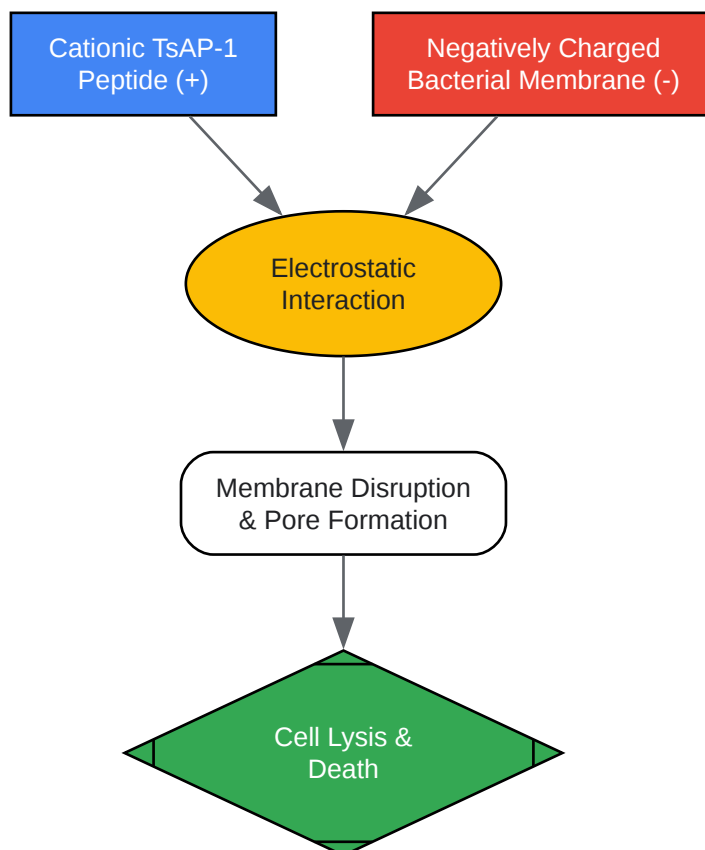 Cationic TsAP-1
Peptide (+)
Negatively Charged
Bacterial Membrane (-)
Electrostatic
Interaction
Membrane Disruption
& Pore Formation
Cell Lysis &
Death